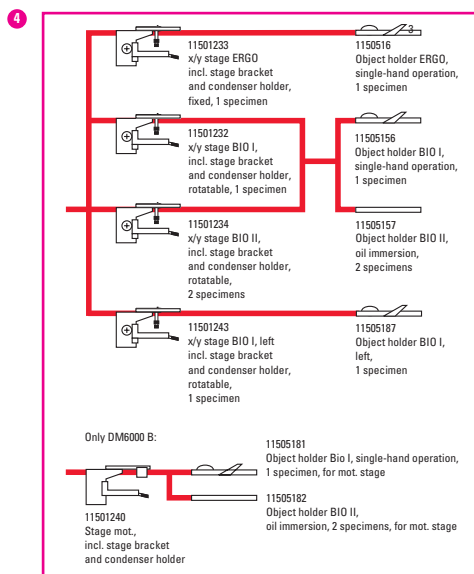 4
11501233
x/y stage ERGO
incl. stage bracket
and condenser holder,
fixed, 1 specimen
3
1150516
Object holder ERGO,
single-hand operation,
1 specimen
11501232
x/y stage BIO I,
incl. stage bracket
and condenser holder,
rotatable, 1 specimen
11505156
Object holder BIO I,
single-hand operation,
1 specimen
11501234
x/y stage BIO II,
incl. stage bracket
and condenser holder,
rotatable,
2 specimens
11505157
Object holder BIO II,
oil immersion,
2 specimens
11501243
x/y stage BIO I, left
incl. stage bracket
and condenser holder,
rotatable,
1 specimen
11505187
Object holder BIO I,
left,
1 specimen
Only DM6000 B:
11505181
Object holder Bio I, single-hand operation,
1 specimen, for mot. stage
11505182
Object holder BIO II,
oil immersion, 2 specimens, for mot. stage
11501240
Stage mot.,
incl. stage bracket
and condenser holder